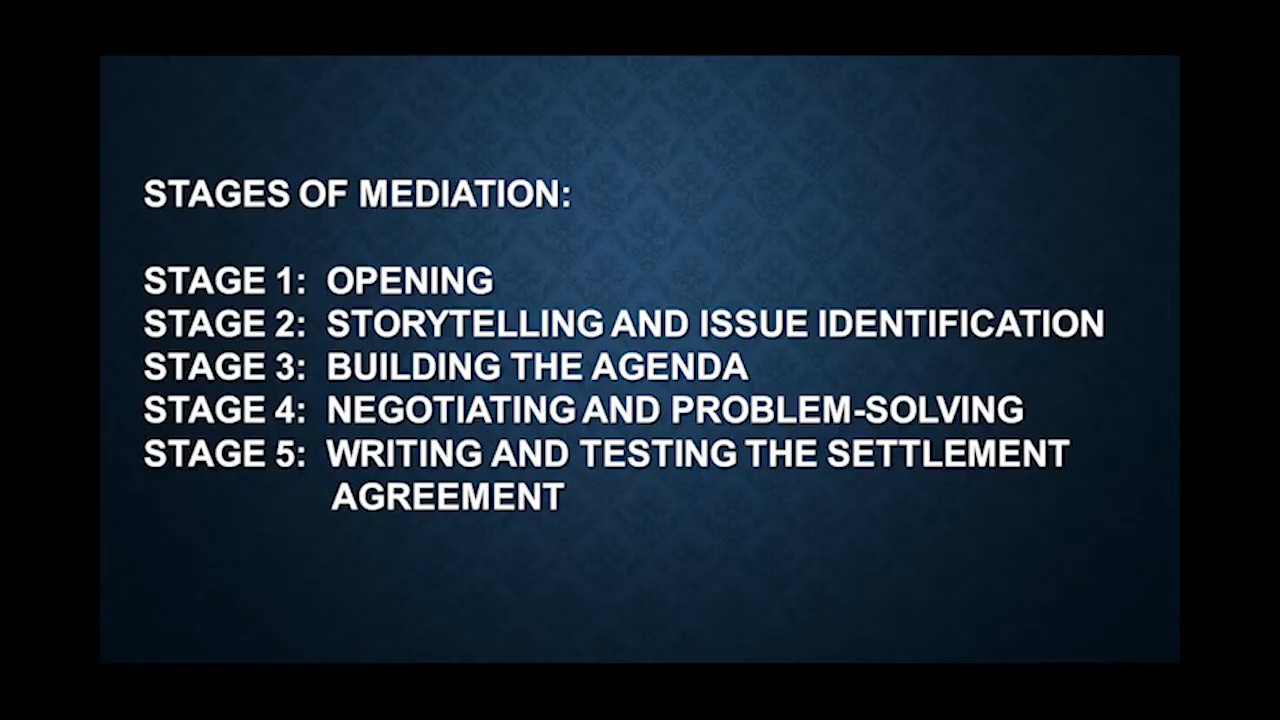 STAGES OF MEDIATION:
STAGE 1: OPENING
STAGE 2: STORYTELLING AND ISSUE IDENTIFICATION
STAGE 3: BUILDING THE AGENDA
STAGE 4: NEGOTIATING AND PROBLEM-SOLVING
STAGE 5: WRITING AND TESTING THE SETTLEMENT
AGREEMENT